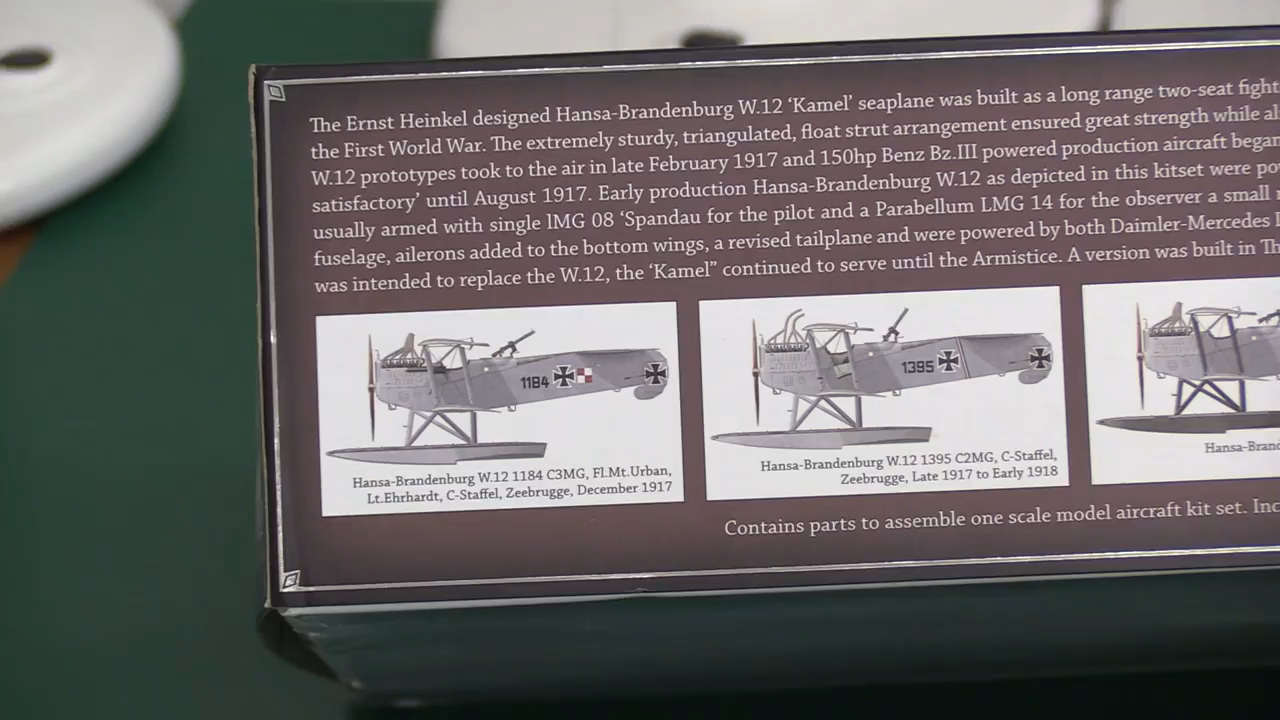 The Ernst Heinkel designed Hansa-Brandenburg W.12 ‘Kamel’ seaplane was built as a long range two-seat
the First World War. The extremely sturdy, triangulated, float strut arrangement ensured great strength while
W.12 prototypes took to the air in late February 1917 and 150hp Benz Bz.III powered production aircraft began
satisfactory’ until August 1917. Early production Hansa-Brandenburg W.12 as depicted in this kitset were
usually armed with single lMG 08 ‘Spandau for the pilot and a Parabellum LMG 14 for the observer a small
fuselage, ailerons added to the bottom wings, a revised tailplane and were powered by both Daimler-Mercedes
was intended to replace the W.12, the ‘Kamel” continued to serve until the Armistice. A version was built in
1184
1395
Hansa-Brandenburg W.12 1184 C3MG, Fl.Mt.Urban,
Lt.Ehrhardt, C-Staffel, Zeebrugge, December 1917
Hansa-Brandenburg W.12 1395 C2MG, C-Staffel,
Zeebrugge, Late 1917 to Early 1918
Contains parts to assemble one scale model aircraft kit set.